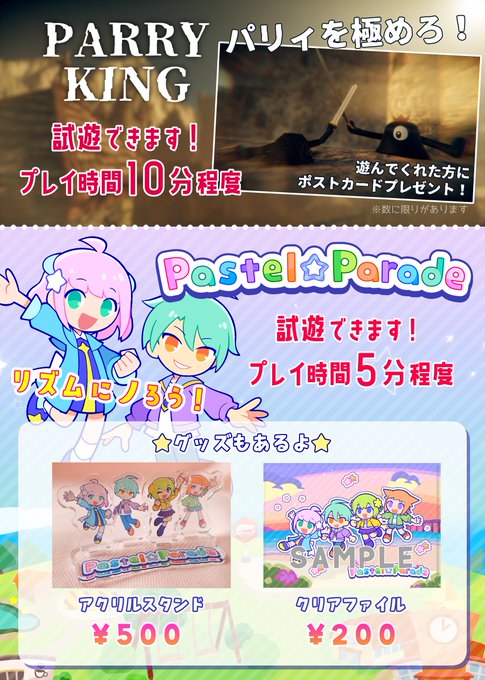 PARRY
KING
パリィを極めろ！
試遊できます！
プレイ時間10分程度
遊んでくれた方に
ポストカードプレゼント！
※数に限りがあります
Pastel☆Parade
試遊できます！
プレイ時間5分程度
リズムにノろう！
☆グッズもあるよ☆
Pastel☆Parade
SAMPLE
Pastel☆Parade
アクリルスタンド
￥500
クリアファイル
￥200